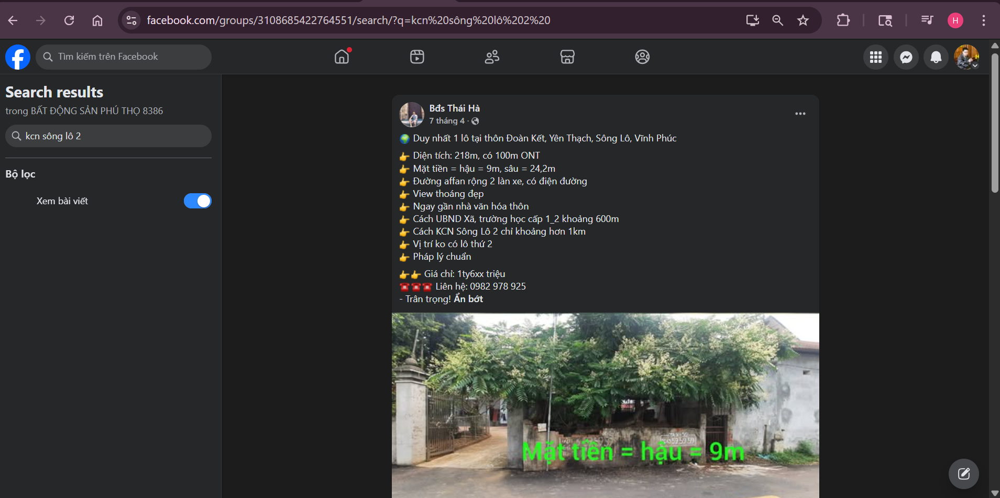 facebook.com/groups/3108685422764551/search/?q=kcn%20sông%20lô%202%20
H
Tìm kiếm trên Facebook
Search results
trong BẤT ĐỘNG SẢN PHÚ THỌ 8386
kcn sông lô 2
Bộ lọc
Xem bài viết
Bđs Thái Hà
7 tháng 4 ·
🌍 Duy nhất 1 lô tại thôn Đoàn Kết, Yên Thạch, Sông Lô, Vĩnh Phúc
👉 Diện tích: 218m, có 100m ONT
👉 Mặt tiền = hậu = 9m, sâu = 24,2m
👉 Đường affan rộng 2 làn xe, có điện đường
👉 View thoáng đẹp
👉 Ngay gần nhà văn hóa thôn
👉 Cách UBND Xã, trường học cấp 1_2 khoảng 600m
👉 Cách KCN Sông Lô 2 chỉ khoảng hơn 1km
👉 Vị trí ko có lô thứ 2
👉 Pháp lý chuẩn
👉👉 Giá chỉ: 1ty6xx triệu
☎️☎️☎️ Liên hệ: 0982 978 925
- Trân trọng! Ẩn bớt
Mặt tiền = hậu = 9m